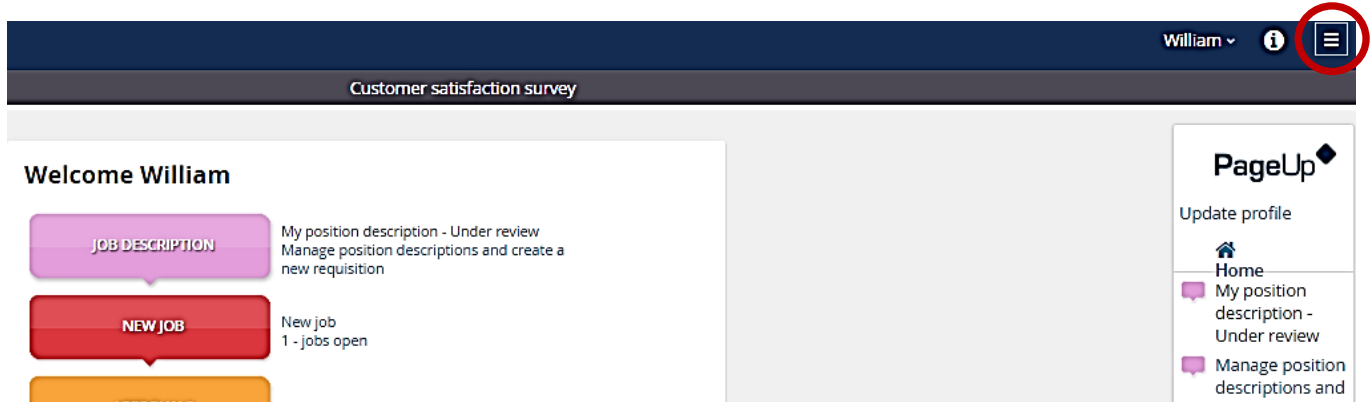 William
Customer satisfaction survey
Welcome William
JOB DESCRIPTION
My position description - Under review
Manage position descriptions and create a
new requisition
NEW JOB
New job
1 - jobs open
PageUp
Update profile
Home
My position
description -
Under review
Manage position
descriptions and